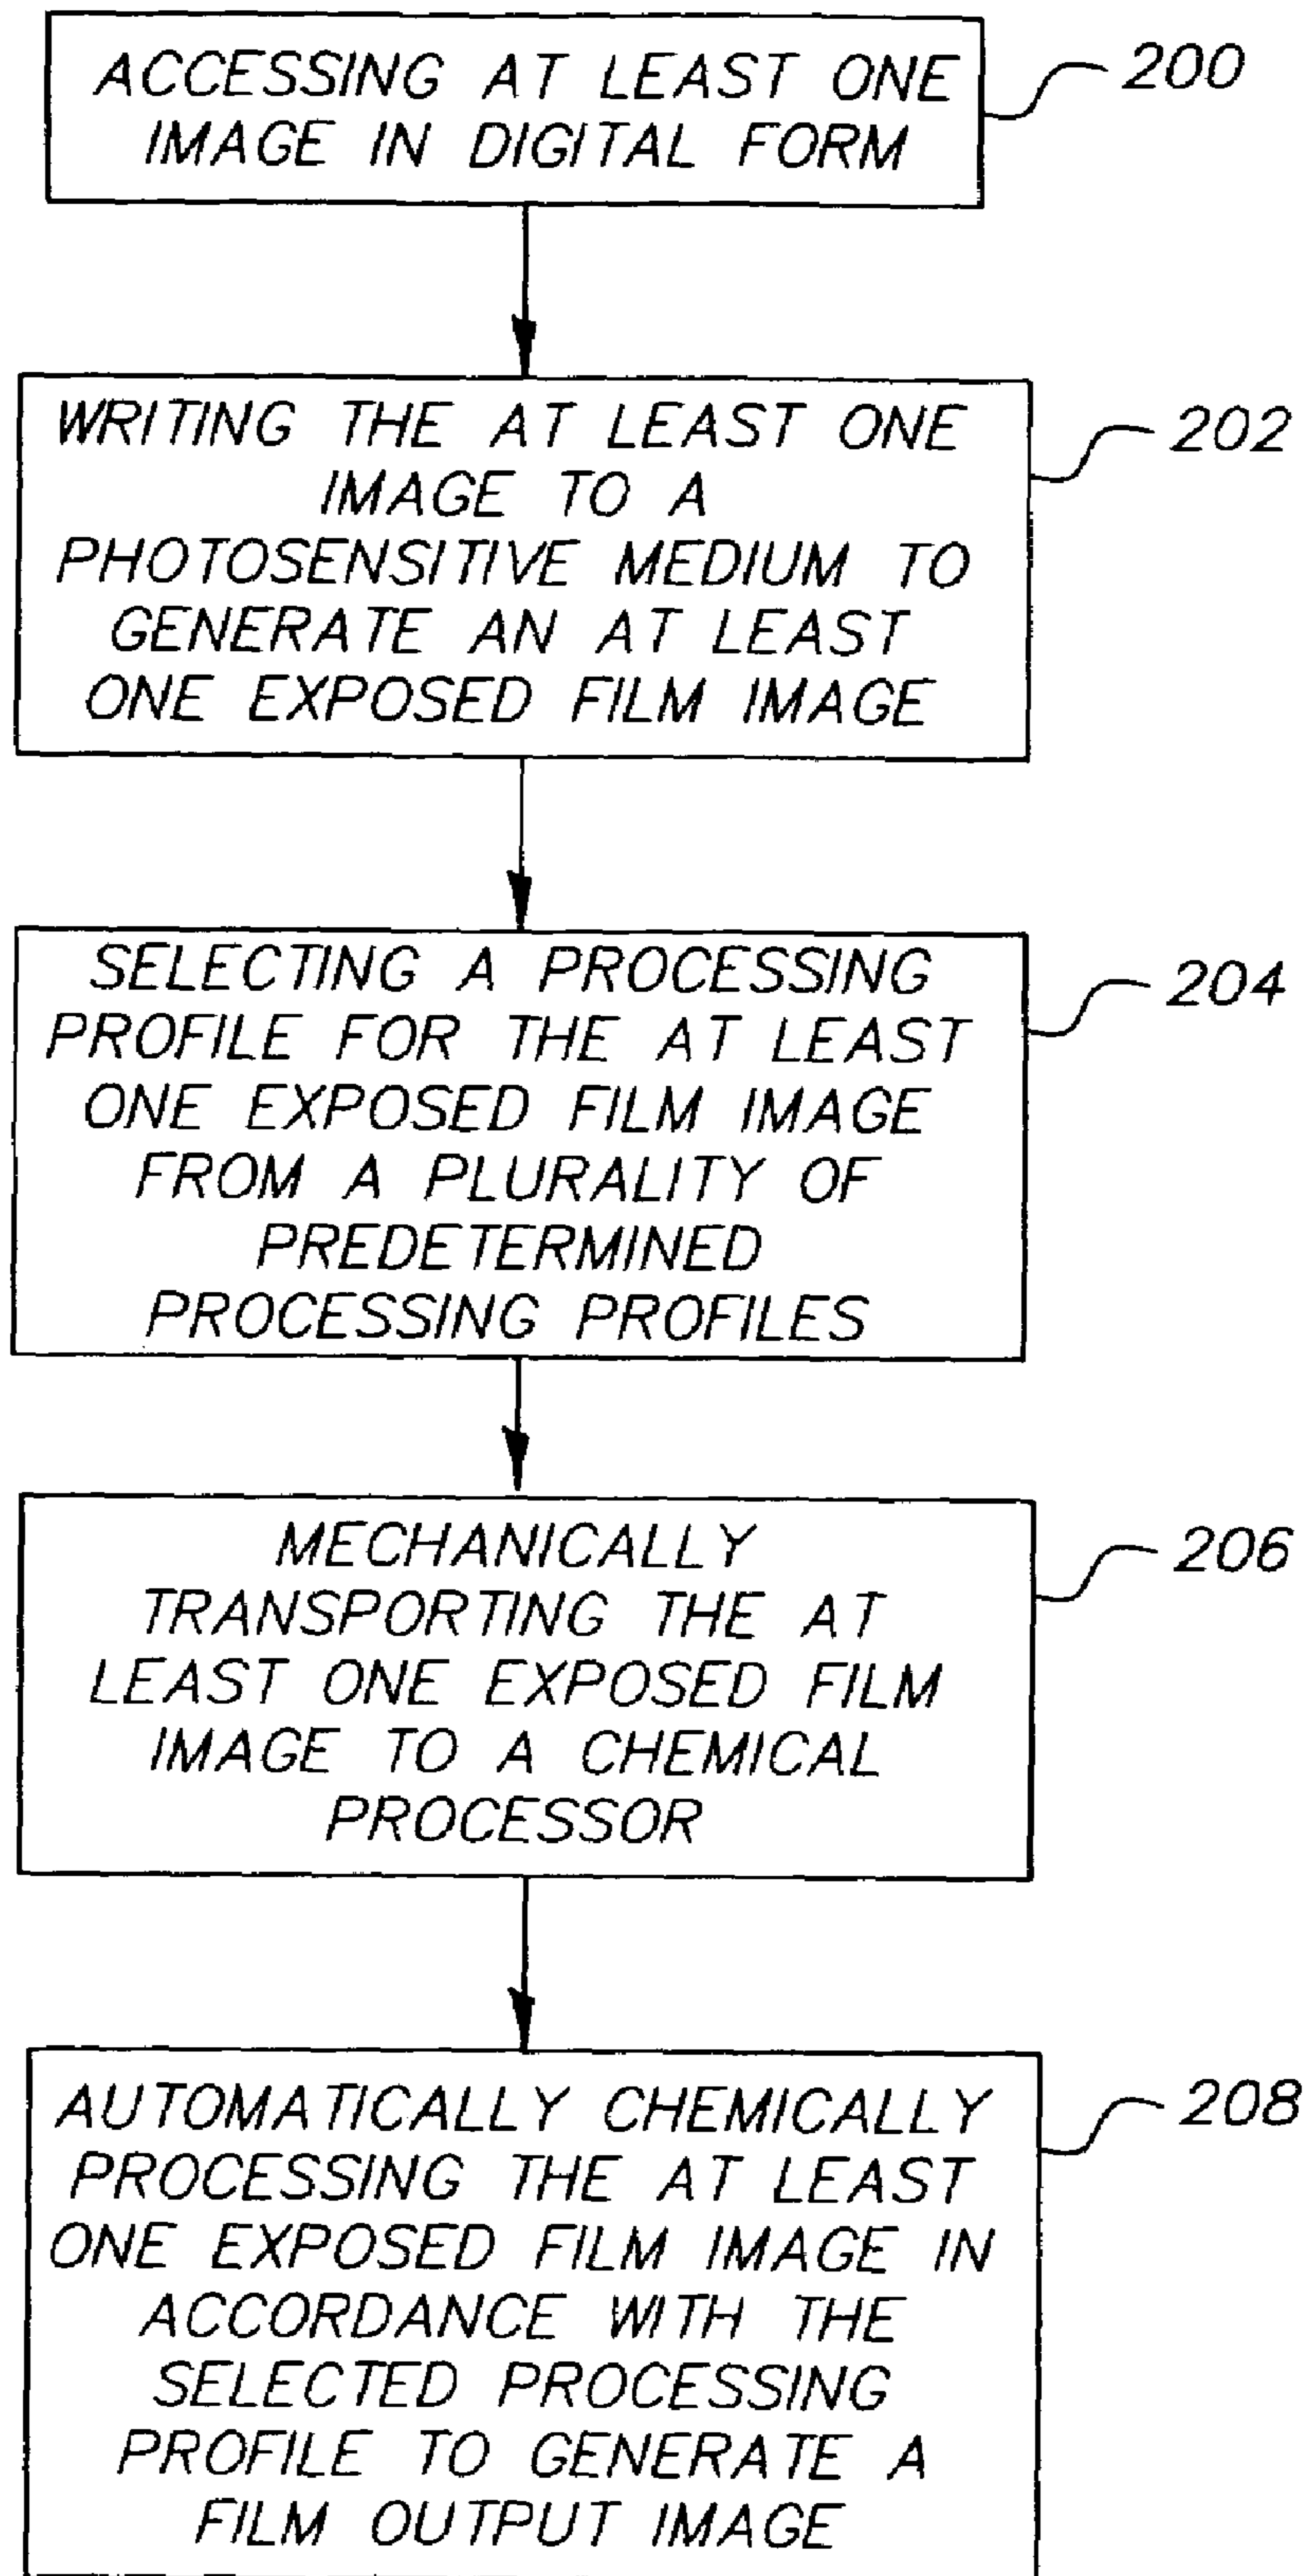 ACCESSING AT LEAST ONE
IMAGE IN DIGITAL FORM
200
WRITING THE AT LEAST ONE
IMAGE TO A
PHOTOSENSITIVE MEDIUM TO
GENERATE AN AT LEAST
ONE EXPOSED FILM IMAGE
202
SELECTING A PROCESSING
PROFILE FOR THE AT LEAST
ONE EXPOSED FILM IMAGE
FROM A PLURALITY OF
PREDETERMINED
PROCESSING PROFILES
204
MECHANICALLY
TRANSPORTING THE AT
LEAST ONE EXPOSED FILM
IMAGE TO A CHEMICAL
PROCESSOR
206
AUTOMATICALLY CHEMICALLY
PROCESSING THE AT LEAST
ONE EXPOSED FILM IMAGE IN
ACCORDANCE WITH THE
SELECTED PROCESSING
PROFILE TO GENERATE A
FILM OUTPUT IMAGE
208